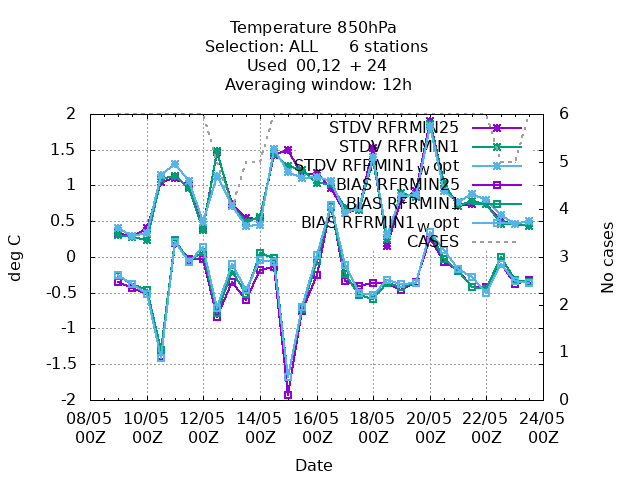 Temperature 850hPa
Selection: ALL 6 stations
Used 00,12 + 24
Averaging window: 12h
2
1.5
1
0.5
0
-0.5
-1
-1.5
-2
deg C
6
5
4
3
2
1
0
No cases
STDV RFRMIN25
STDV RFRMIN1
STDV RFRMIN1_w_opt
BIAS RFRMIN25
BIAS RFRMIN1
BIAS RFRMIN1_w_opt
CASES
08/05 10/05 12/05 14/05 16/05 18/05 20/05 22/05 24/05
00Z 00Z 00Z 00Z 00Z 00Z 00Z 00Z 00Z
Date